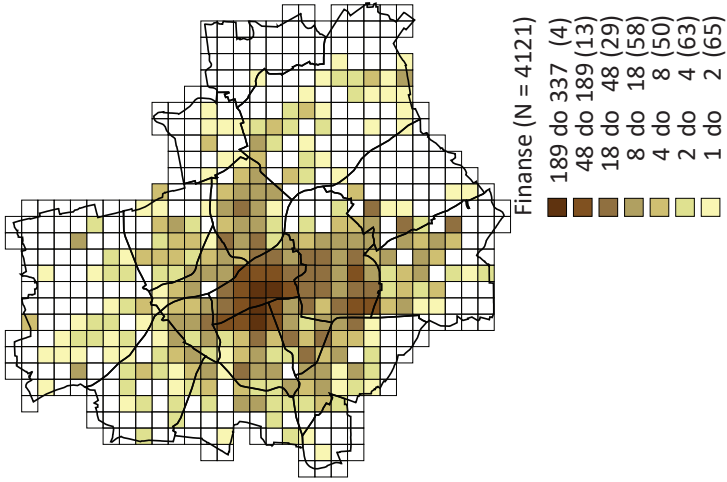 Finanse (N = 4121)
189 do 337 (4)
48 do 189 (13)
18 do 48 (29)
8 do 18 (58)
4 do 8 (50)
2 do 4 (63)
1 do 2 (65)